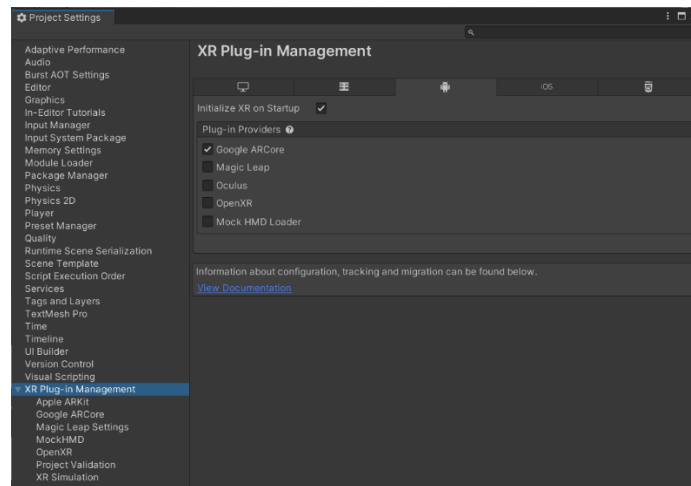 Project Settings
Adaptive Performance
Audio
Burst AOT Settings
Editor
Graphics
In-Editor Tutorials
Input Manager
Input System Package
Memory Settings
Module Loader
Package Manager
Physics
Physics 2D
Player
Preset Manager
Quality
Runtime Scene Serialization
Scene Template
Script Execution Order
Services
Tags and Layers
TextMesh Pro
Time
Timeline
UI Builder
Version Control
Visual Scripting
XR Plug-in Management
Apple ARKit
Google ARCore
Magic Leap Settings
MockHMD
OpenXR
Project Validation
XR Simulation
XR Plug-in Management
iOS
Initialize XR on Startup
Plug-in Providers
Google ARCore
Magic Leap
Oculus
OpenXR
Mock HMD Loader
Information about configuration, tracking and migration can be found below.
View Documentation